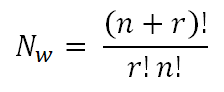 N_w = (n + r)! / r! n!